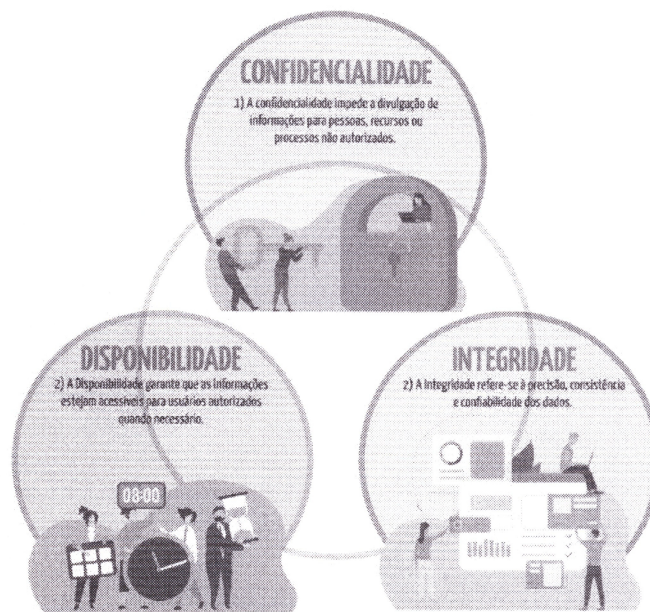 CONFIDENCIALIDADE
1) A confidencialidade impede a divulgação de
informações para pessoas, recursos ou
processos não autorizados.
DISPONIBILIDADE
2) A Disponibilidade garante que as informações
estejam acessíveis para usuários autorizados
quando necessário.
08:00
INTEGRIDADE
2) A Integridade refere-se à precisão, consistência
e confiabilidade dos dados.